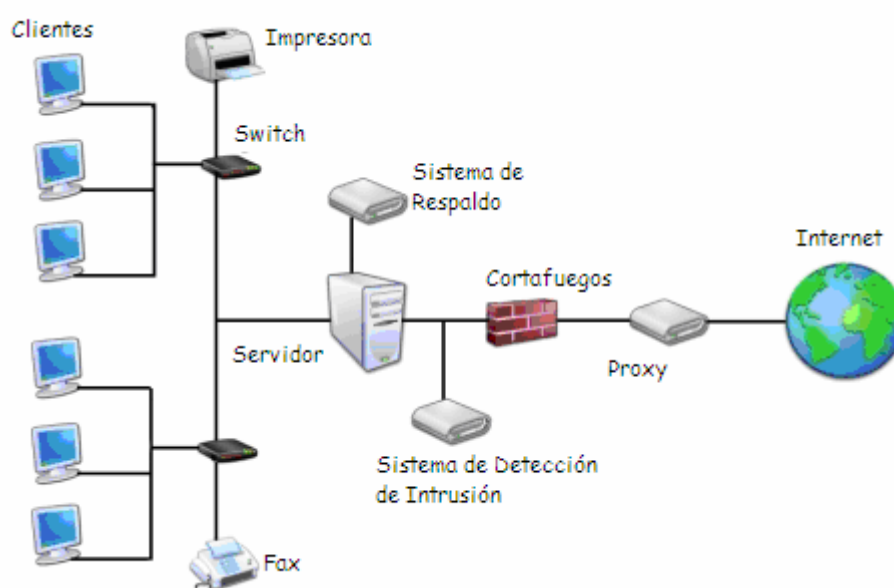 Clientes
Impresora
Switch
Sistema de
Respaldo
Internet
Cortafuegos
Servidor
Proxy
Sistema de Detección
de Intrusión
Fax